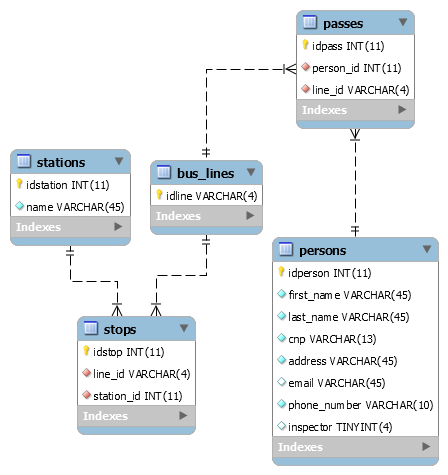 passes
idpass INT(11)
person_id INT(11)
line_id VARCHAR(4)
Indexes
stations
idstation INT(11)
name VARCHAR(45)
Indexes
bus_lines
idline VARCHAR(4)
Indexes
persons
idperson INT(11)
first_name VARCHAR(45)
last_name VARCHAR(45)
cnp VARCHAR(13)
address VARCHAR(45)
email VARCHAR(45)
phone_number VARCHAR(10)
inspector TINYINT(4)
Indexes
stops
idstop INT(11)
line_id VARCHAR(4)
station_id INT(11)
Indexes